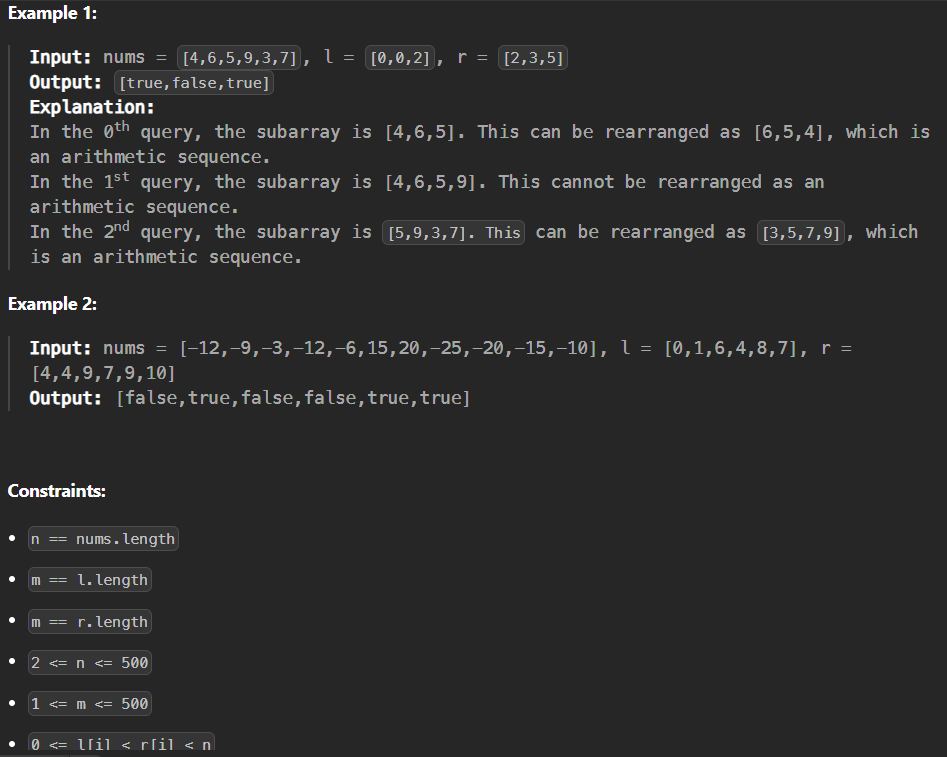 Example 1:
Input: nums = [4,6,5,9,3,7], l = [0,0,2], r = [2,3,5]
Output: [true,false,true]
Explanation:
In the 0th query, the subarray is [4,6,5]. This can be rearranged as [6,5,4], which is
an arithmetic sequence.
In the 1st query, the subarray is [4,6,5,9]. This cannot be rearranged as an
arithmetic sequence.
In the 2nd query, the subarray is [5,9,3,7]. This can be rearranged as [3,5,7,9], which
is an arithmetic sequence.
Example 2:
Input: nums = [-12,-9,-3,-12,-6,15,20,-25,-20,-15,-10], l = [0,1,6,4,8,7], r =
[4,4,9,7,9,10]
Output: [false,true,false,false,true,true]
Constraints:
• n == nums.length
• m == l.length
• m == r.length
• 2 <= n <= 500
• 1 <= m <= 500
• 0 <= l[i] < r[i] < n